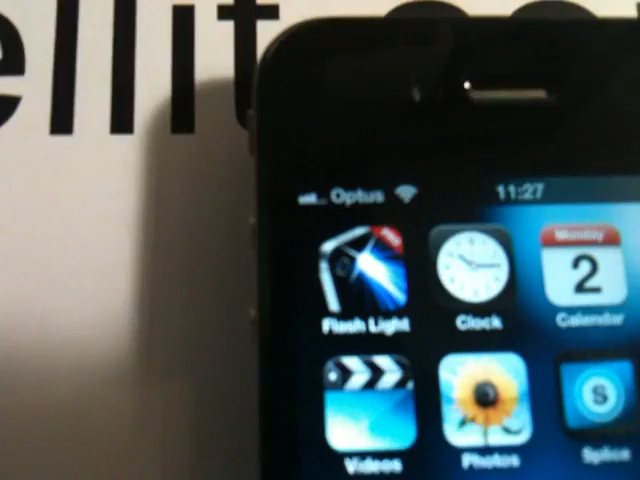 ellit
Optus 11:27
Flash Light Clock Calendar
Monday
2
Videos Photos Splice
S